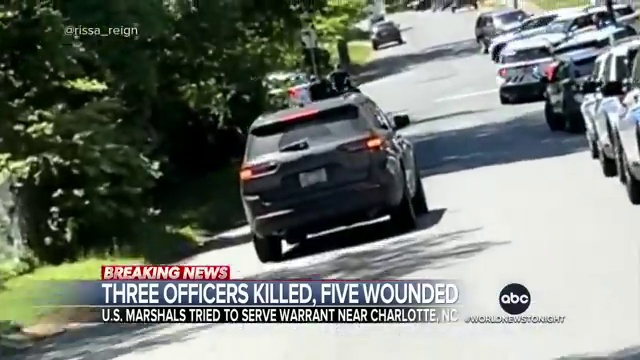 @rissa_reign
BREAKING NEWS
THREE OFFICERS KILLED, FIVE WOUNDED
U.S. MARSHALS TRIED TO SERVE WARRANT NEAR CHARLOTTE, NC
abc
#WORLDNEWSTONIGHT